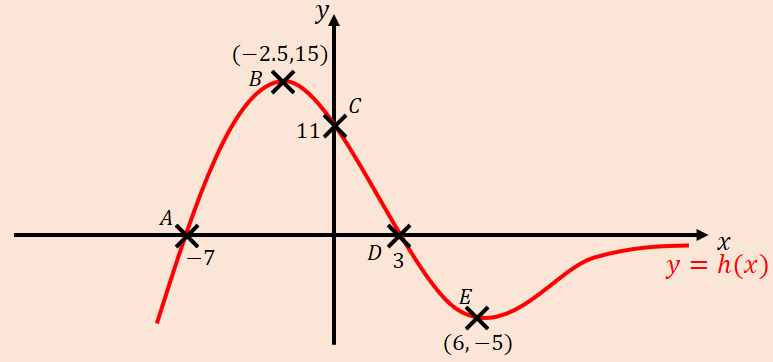 y
(−2.5,15)
B
C
11
A
−7
D
3
x
y = h(x)
E
(6, −5)